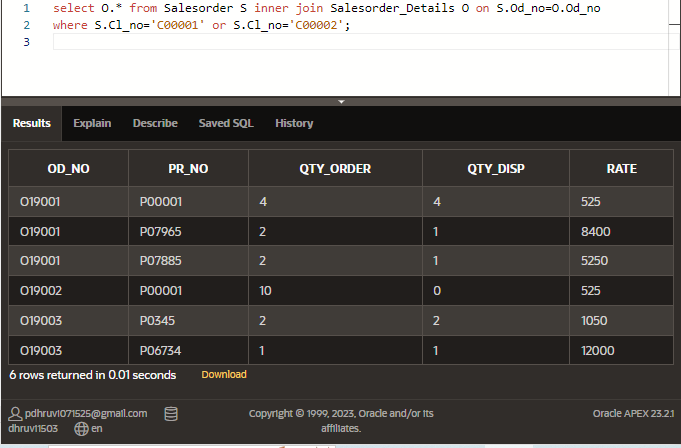 1 select O.* from Salesorder S inner join Salesorder_Details O on S.Od_no=O.Od_no
2 where S.Cl_no='C00001' or S.Cl_no='C00002';
3
Results Explain Describe Saved SQL History
OD_NO PR_NO QTY_ORDER QTY_DISP RATE
O19001 P00001 4 4 525
O19001 P07965 2 1 8400
O19001 P07885 2 1 5250
O19002 P00001 10 0 525
O19003 P0345 2 2 1050
O19003 P06734 1 1 12000
6 rows returned in 0.01 seconds Download
pdhruvi071525@gmail.com
dhruv11503 en
Copyright © 1999, 2023, Oracle and/or its
affiliates.
Oracle APEX 23.2.1